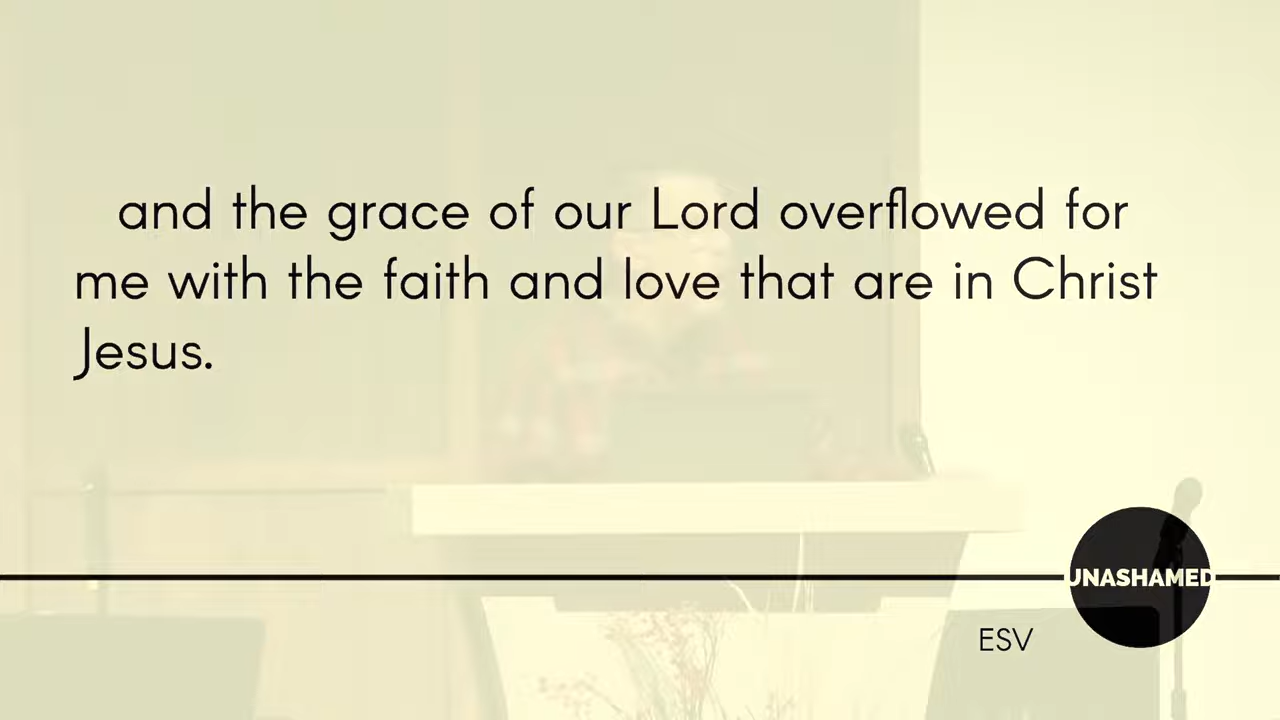 and the grace of our Lord overflowed for
me with the faith and love that are in Christ
Jesus.
UNASHAMED
ESV